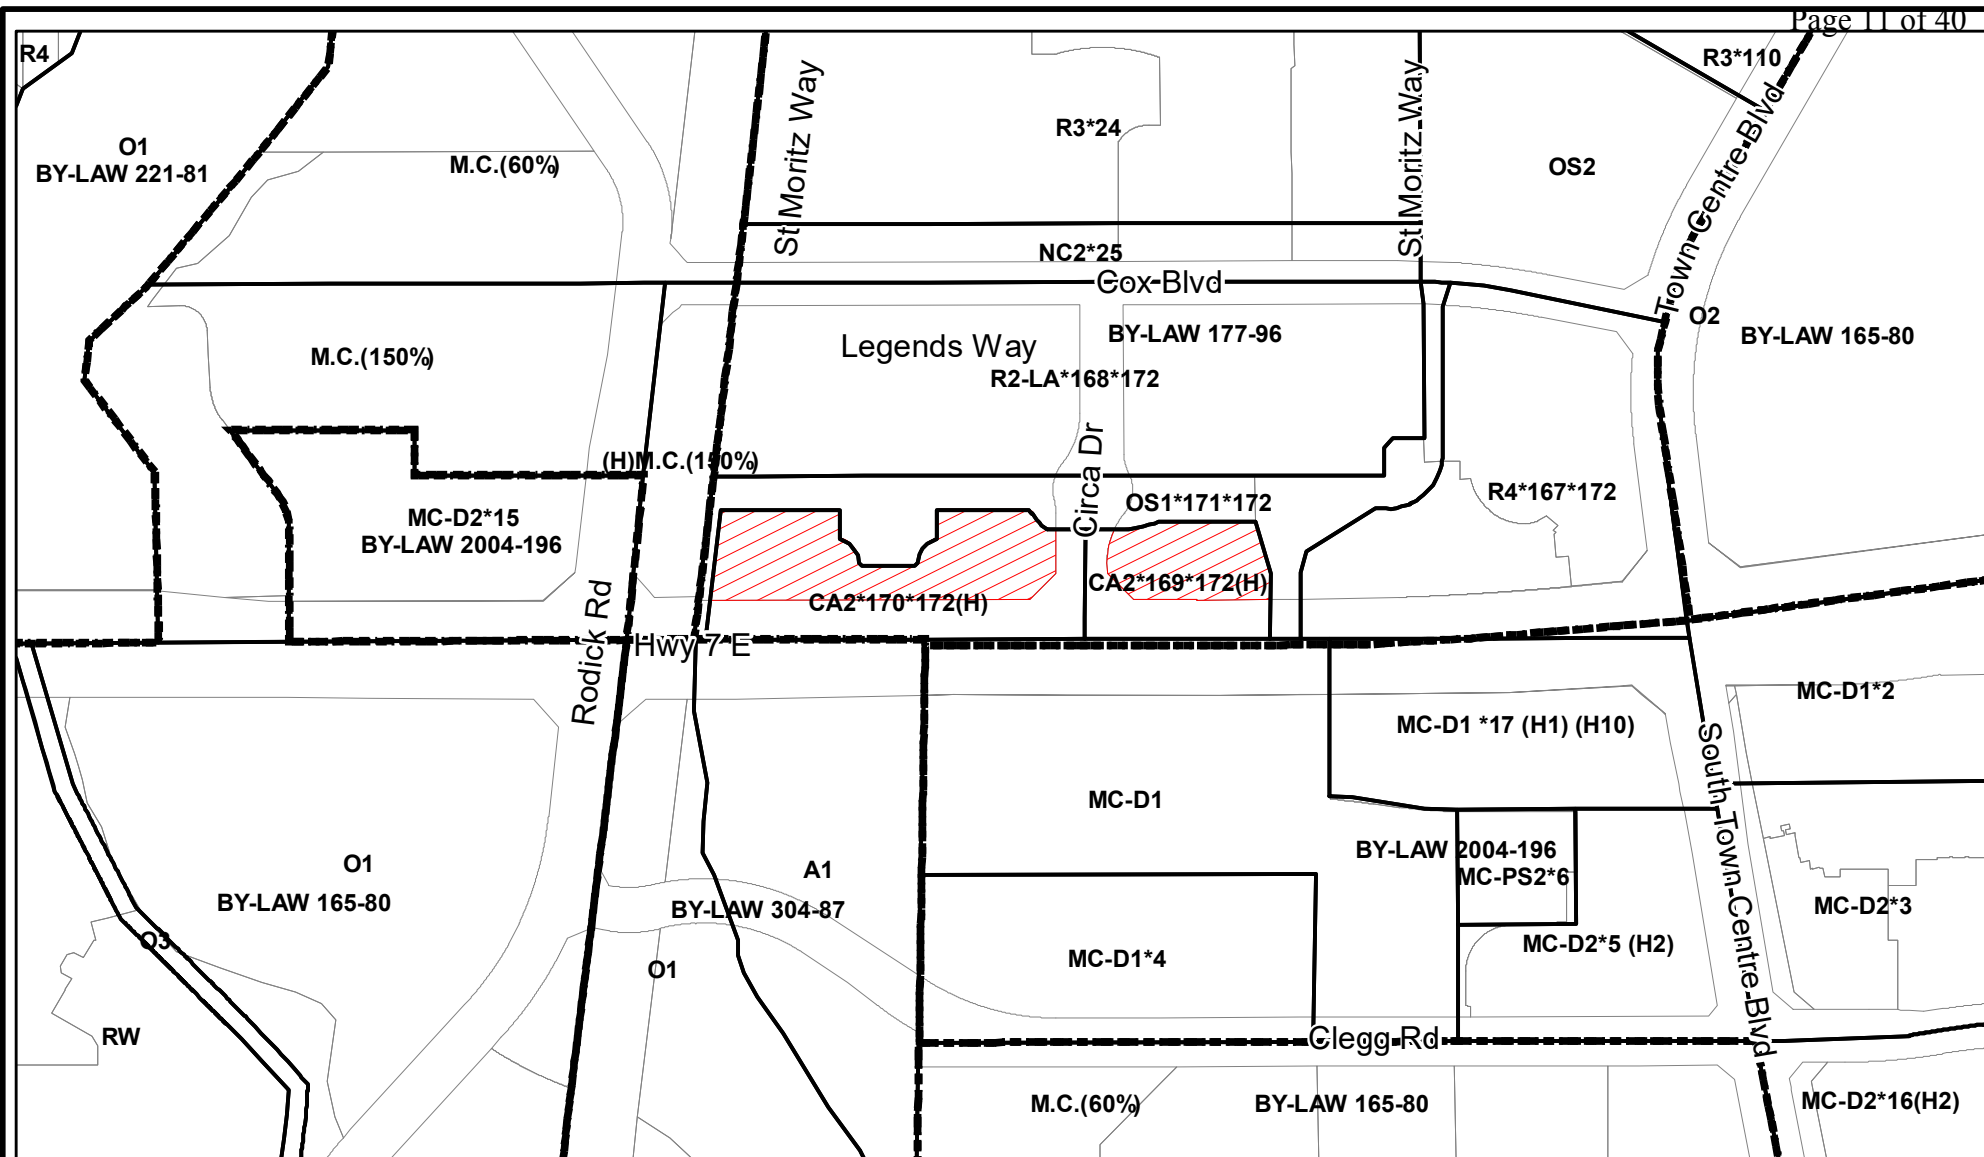 Page 11 of 40
R4
R3*110
O1
BY-LAW 221-81
M.C.(60%)
St Moritz Way
R3*24
St Moritz Way
OS2
Town Centre Blvd
NC2*25
Cox Blvd
O2
BY-LAW 165-80
BY-LAW 177-96
Legends Way
R2-LA*168*172
M.C.(150%)
(H)M.C.(150%)
Circa Dr
OS1*171*172
R4*167*172
MC-D2*15
BY-LAW 2004-196
CA2*169*172(H)
CA2*170*172(H)
Rodick Rd
Hwy 7 E
MC-D1*2
MC-D1 *17 (H1) (H10)
South Town Centre Blvd
MC-D1
BY-LAW 2004-196
MC-PS2*6
O1
BY-LAW 165-80
A1
BY-LAW 304-87
MC-D2*3
O3
MC-D1*4
MC-D2*5 (H2)
O1
RW
Clegg Rd
M.C.(60%)
BY-LAW 165-80
MC-D2*16(H2)